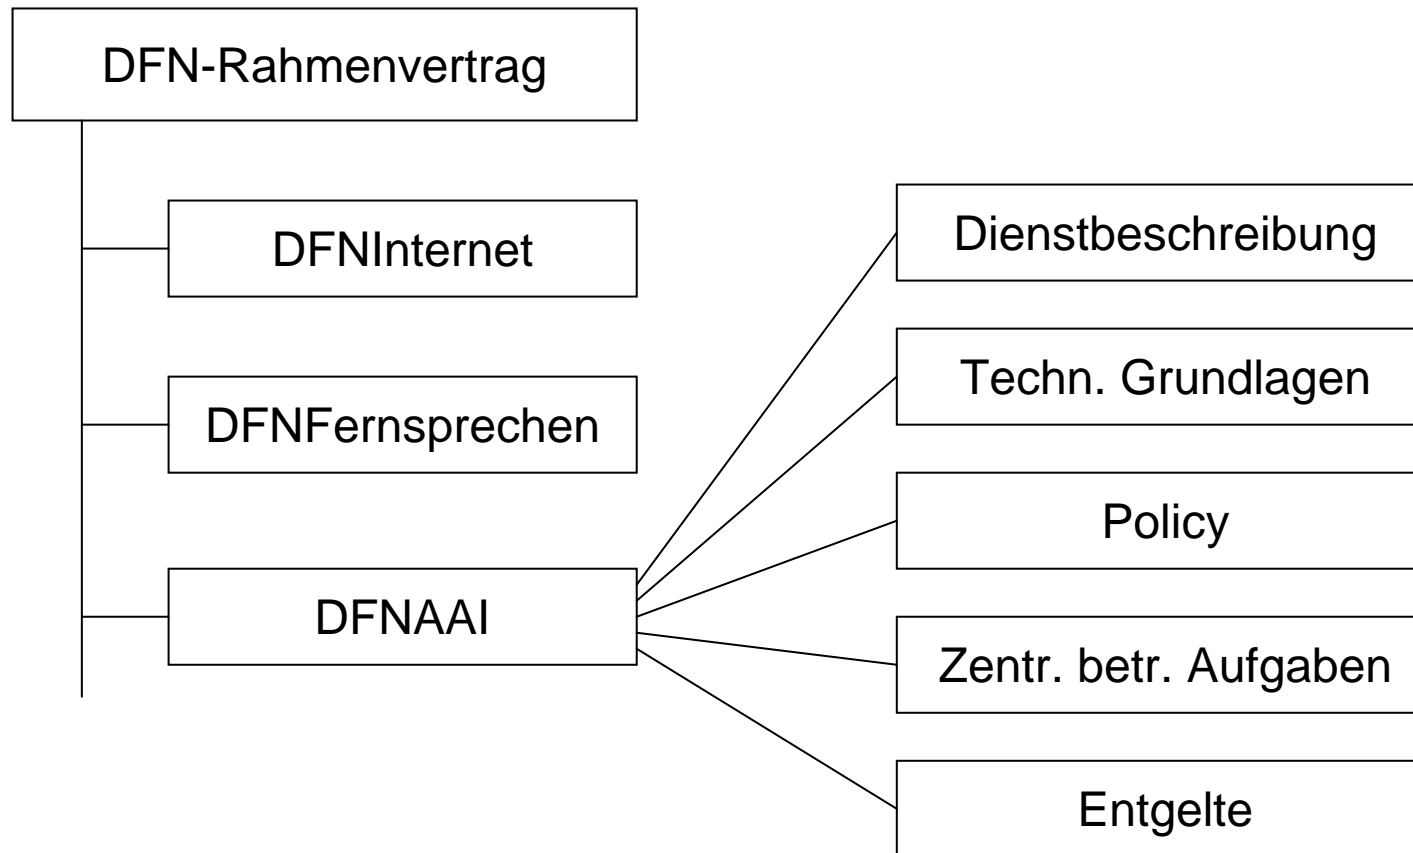 DFN-Rahmenvertrag
DFNInternet
DFNFernsprechen
DFNAAI
Dienstbeschreibung
Techn. Grundlagen
Policy
Zentr. betr. Aufgaben
Entgelte